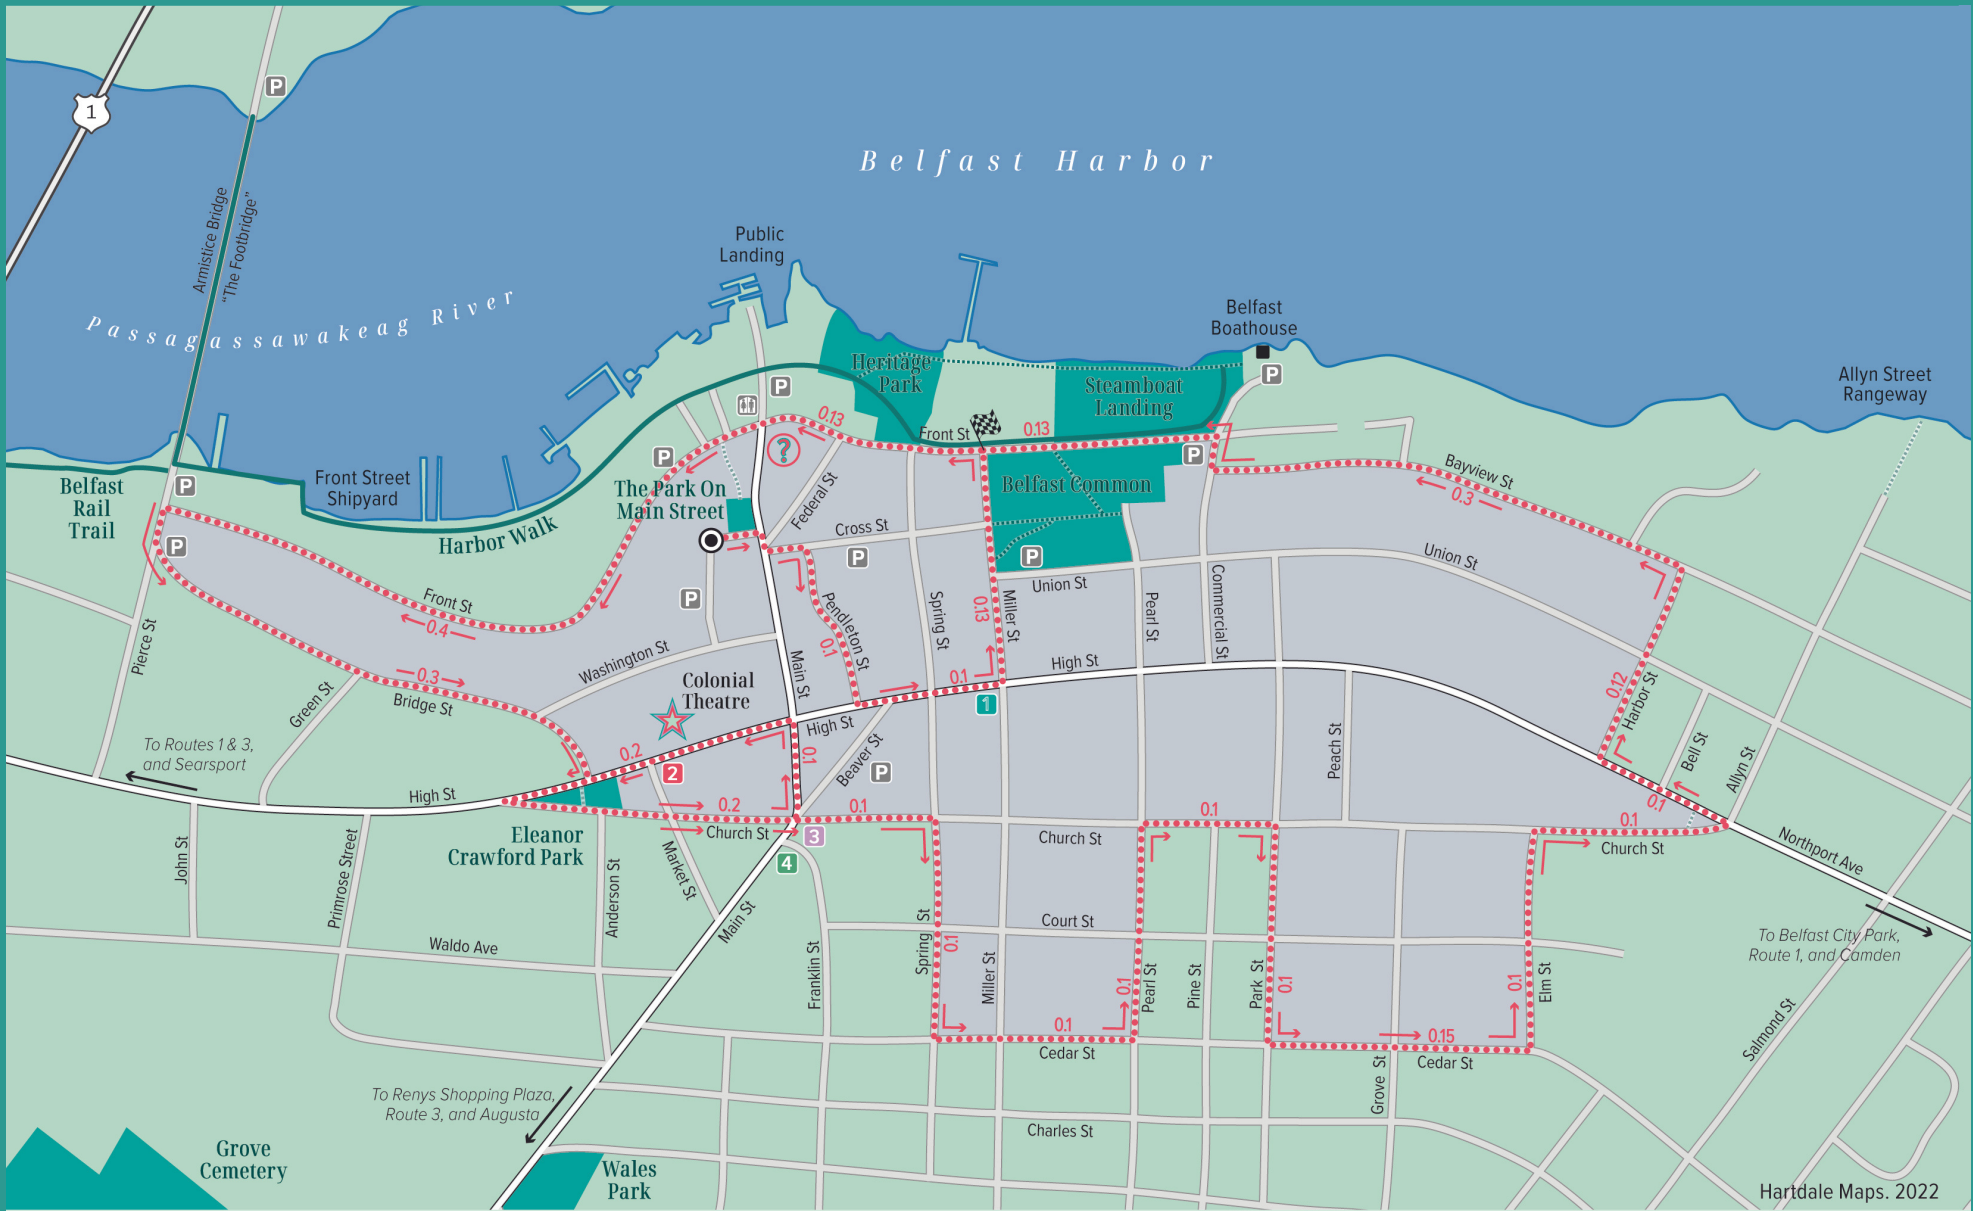 1
P
Belfast Harbor
Armistice Bridge
"The Footbridge"
Passagassawakeag River
Public
Landing
Belfast
Boathouse
Allyn Street
Rangeway
Heritage
Park
Steamboat
Landing
P
P
0.13
Front St
0.13
?
P
P
Belfast
Rail
Trail
P
Front Street
Shipyard
Harbor Walk
The Park On
Main Street
Federal St
Cross St
P
Belfast Common
P
Bayview St
0.3
P
Pierce St
Front St
0.4
P
Washington St
Pendleton St
0.1
Spring St
0.13
Miller St
Union St
Pearl St
Commercial St
Union St
0.3
Bridge St
Green St
Colonial
Theatre
Main St
High St
0.1
1
High St
0.12
Harbor St
Bell St
Allyn St
To Routes 1 & 3,
and Searsport
High St
0.2
2
0.1
Beaver St
P
Peach St
0.1
0.2
Church St
3
4
0.1
Church St
0.1
0.1
Church St
Northport Ave
Eleanor
Crawford Park
John St
Primrose Street
Anderson St
Market St
Main St
Waldo Ave
Franklin St
Spring St
0.1
Miller St
Court St
0.1
Pearl St
Pine St
Park St
0.1
0.1
Elm St
To Belfast City Park,
Route 1, and Camden
Salmond St
0.1
Cedar St
0.15
Cedar St
Grove St
To Renys Shopping Plaza,
Route 3, and Augusta
Charles St
Grove
Cemetery
Wales
Park
Hartdale Maps. 2022